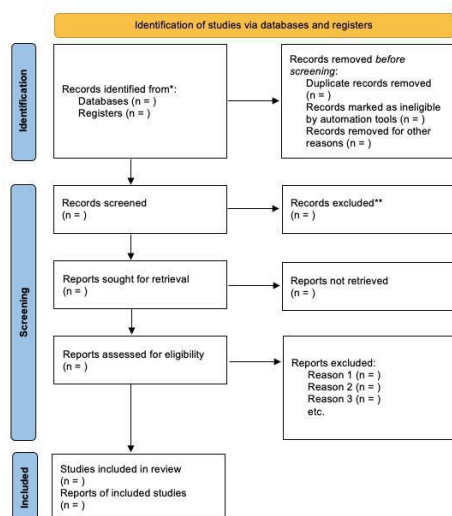 Identification of studies via databases and registers
Identification
Records identified from*:
Databases (n = )
Registers (n = )
Records removed before
screening:
Duplicate records removed
(n = )
Records marked as ineligible
by automation tools (n = )
Records removed for other
reasons (n = )
Screening
Records screened
(n = )
Records excluded**
(n = )
Reports sought for retrieval
(n = )
Reports not retrieved
(n = )
Reports assessed for eligibility
(n = )
Reports excluded:
Reason 1 (n = )
Reason 2 (n = )
Reason 3 (n = )
etc.
Included
Studies included in review
(n = )
Reports of included studies
(n = )